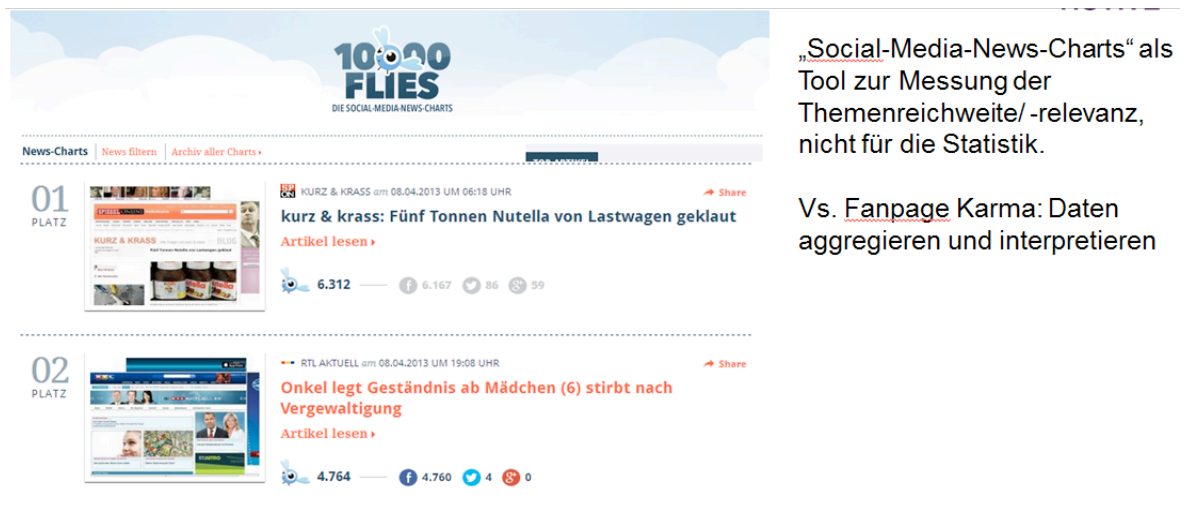 10000
FLIES
DIE SOCIAL-MEDIA-NEWS-CHARTS
News-Charts
News filtern
Archiv aller Charts
01
PLATZ
KURZ & KRASS am 08.04.2013 UM 06:18 UHR
Share
kurz & krass: Fünf Tonnen Nutella von Lastwagen geklaut
Artikel lesen
SPIEGEL ONLINE
KURZ & KRASS
BLOG
6.312
6.167
86
59
02
PLATZ
RTL AKTUELL am 08.04.2013 UM 19:08 UHR
Share
Onkel legt Geständnis ab Mädchen (6) stirbt nach
Vergewaltigung
Artikel lesen
4.764
4.760
4
0
„Social-Media-News-Charts“ als
Tool zur Messung der
Themenreichweite/ -relevanz,
nicht für die Statistik.
Vs. Fanpage Karma: Daten
aggregieren und interpretieren